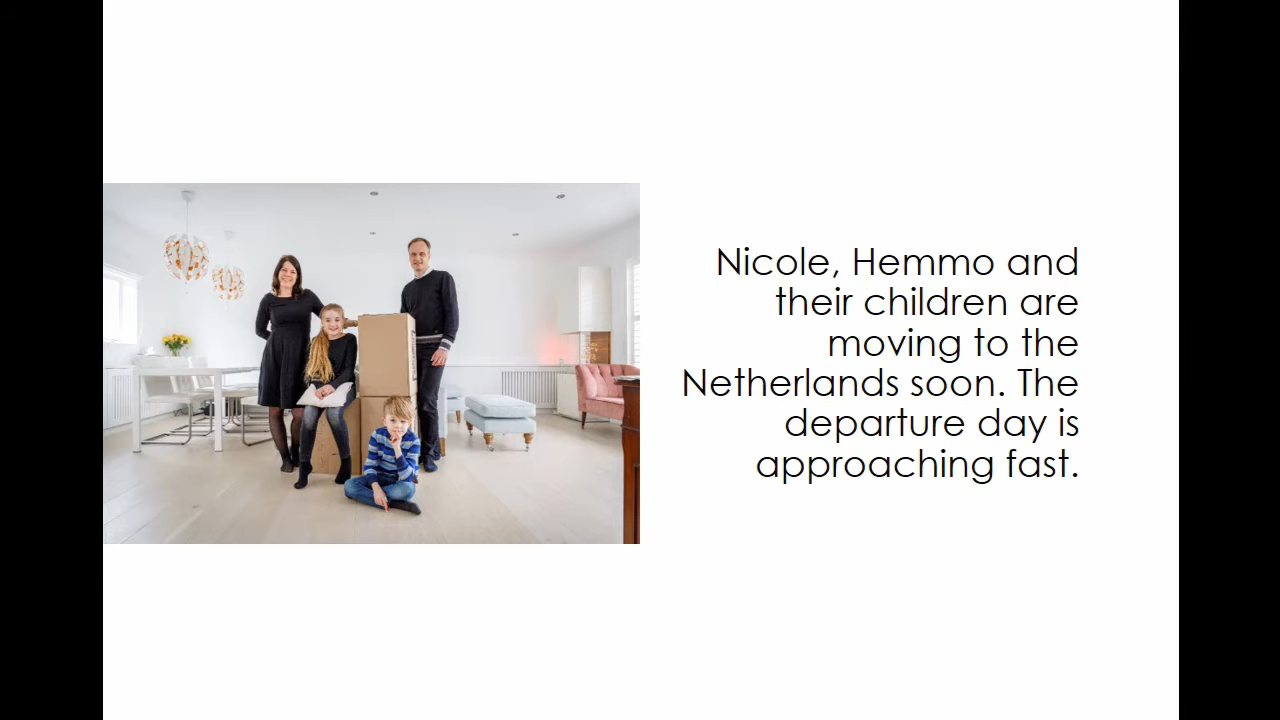 Nicole, Hemmo and
their children are
moving to the
Netherlands soon. The
departure day is
approaching fast.